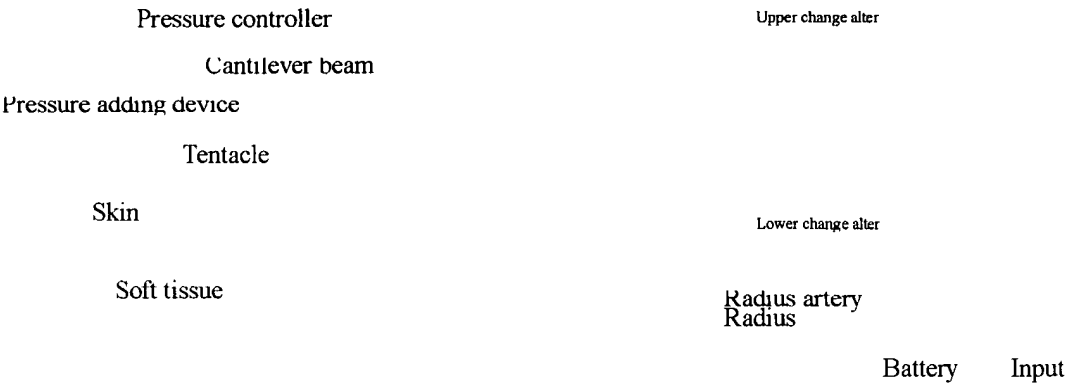 Pressure controller
Upper change alter
Cantilever beam
Pressure adding device
Tentacle
Skin
Lower change alter
Soft tissue
Radius artery
Radius
Battery Input